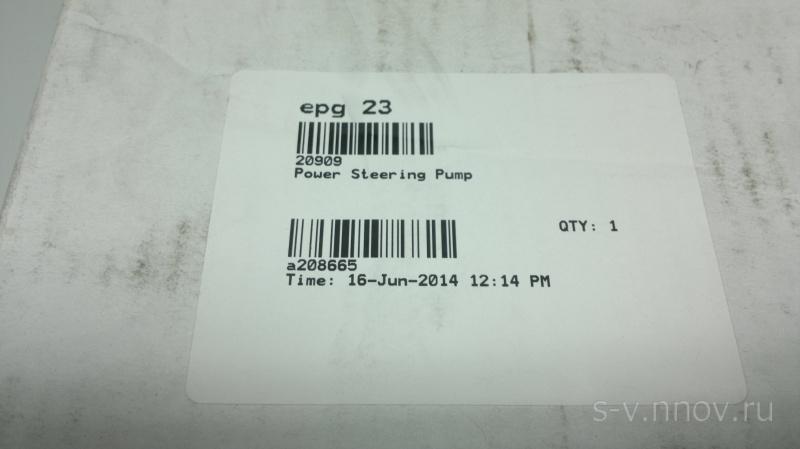 epg 23
20909
Power Steering Pump
QTY: 1
a208665
Time: 16-Jun-2014 12:14 PM
s-v.nnov.ru